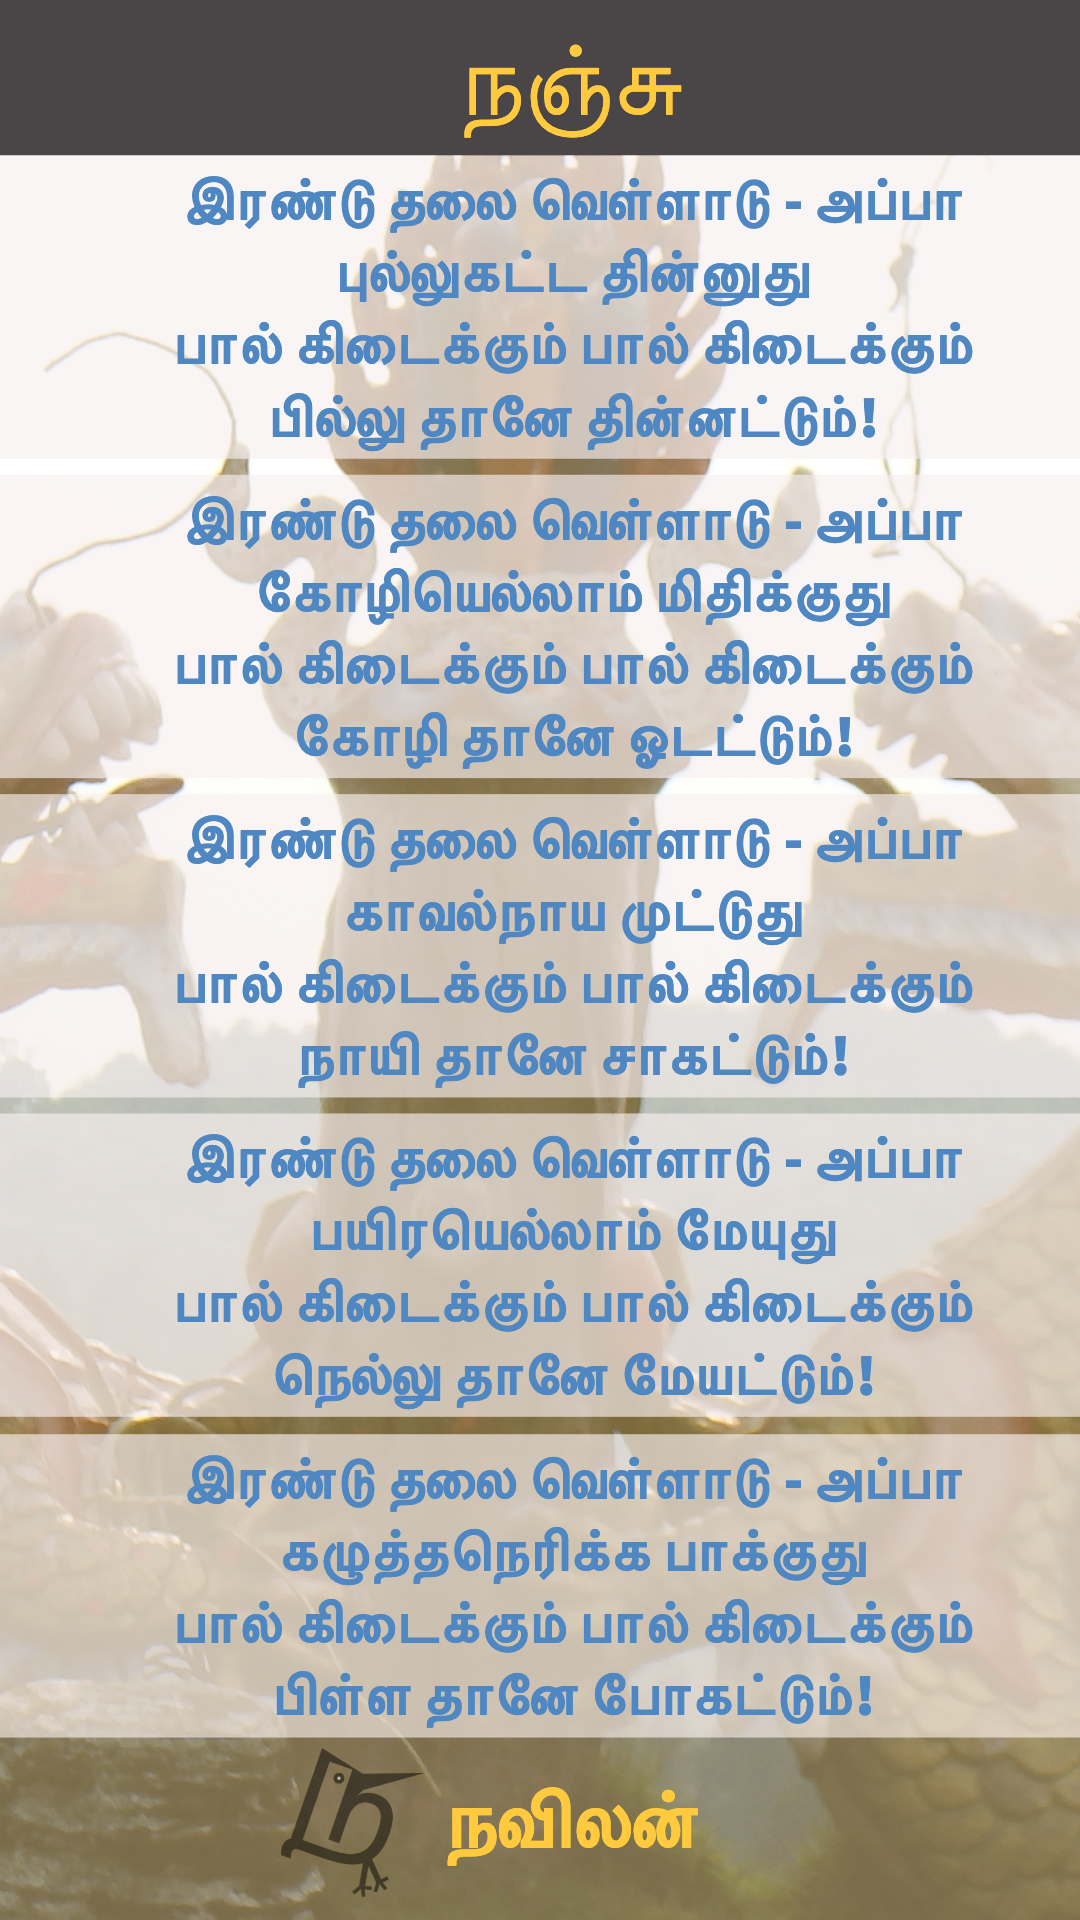 நஞ்சு
இரண்டு தலை வெள்ளாடு - அப்பா
புல்லுகட்ட தின்னுது
பால் கிடைக்கும் பால் கிடைக்கும்
பில்லு தானே தின்னட்டும்!
இரண்டு தலை வெள்ளாடு - அப்பா
கோழியெல்லாம் மிதிக்குது
பால் கிடைக்கும் பால் கிடைக்கும்
கோழி தானே ஓடட்டும்!
இரண்டு தலை வெள்ளாடு - அப்பா
காவல்நாய முட்டுது
பால் கிடைக்கும் பால் கிடைக்கும்
நாயி தானே சாகட்டும்!
இரண்டு தலை வெள்ளாடு - அப்பா
பயிரயெல்லாம் மேயுது
பால் கிடைக்கும் பால் கிடைக்கும்
நெல்லு தானே மேயட்டும்!
இரண்டு தலை வெள்ளாடு - அப்பா
கழுத்தநெரிக்க பாக்குது
பால் கிடைக்கும் பால் கிடைக்கும்
பிள்ள தானே போகட்டும்!
நவிலன்